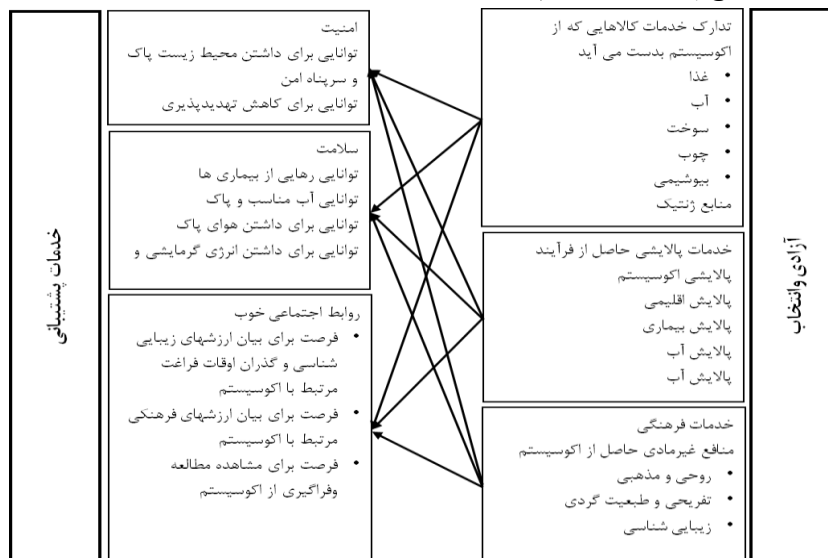 آزادی وانتخاب
تدارک خدمات کالاهایی که از
اکوسیستم بدست می آید
• غذا
• آب
• سوخت
• چوب
• بیوشیمی
منابع ژنتیک
خدمات پالایشی حاصل از فرآیند
پالایشی اکوسیستم
پالایش اقلیمی
پالایش بیماری
پالایش آب
پالایش آب
خدمات فرهنگی
منافع غیرمادی حاصل از اکوسیستم
• روحی و مذهبی
• تفریحی و طبعیت گردی
• زیبایی شناسی
امنیت
توانایی برای داشتن محیط زیست پاک
و سرپناه امن
توانایی برای کاهش تهدیدپذیری
سلامت
توانایی رهایی از بیماری ها
توانایی آب مناسب و پاک
توانایی برای داشتن هوای پاک
توانایی برای داشتن انرژی گرمایشی و
روابط اجتماعی خوب
• فرصت برای بیان ارزشهای زیبایی
شناسی و گذران اوقات فراغت
مرتبط با اکوسیستم
• فرصت برای بیان ارزشهای فرهنکی
مرتبط با اکوسیستم
• فرصت برای مشاهده مطالعه
وفراگیری از اکوسیستم
خدمات پشتیبانی